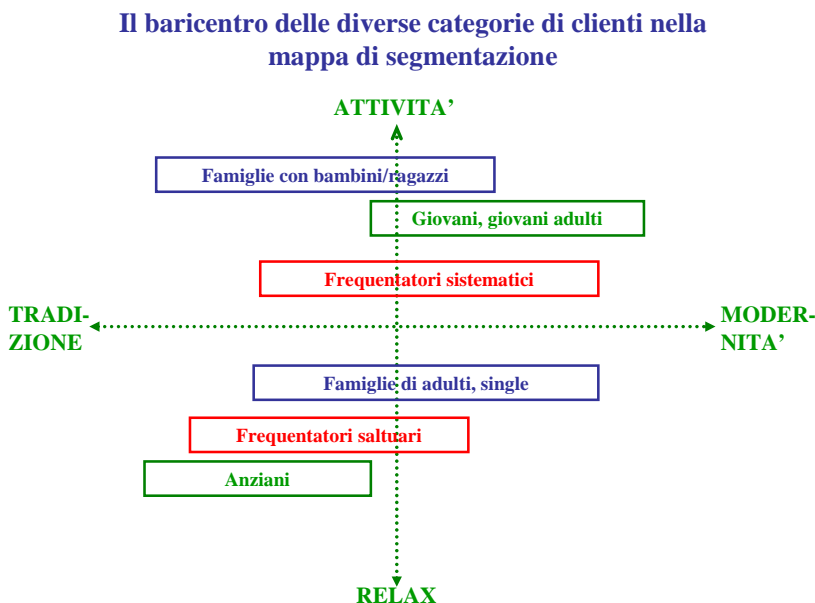 Il baricentro delle diverse categorie di clienti nella
mappa di segmentazione
ATTIVITA’
Famiglie con bambini/ragazzi
Giovani, giovani adulti
Frequentatori sistematici
TRADI-
ZIONE
MODER-
NITA’
Famiglie di adulti, single
Frequentatori saltuari
Anziani
RELAX